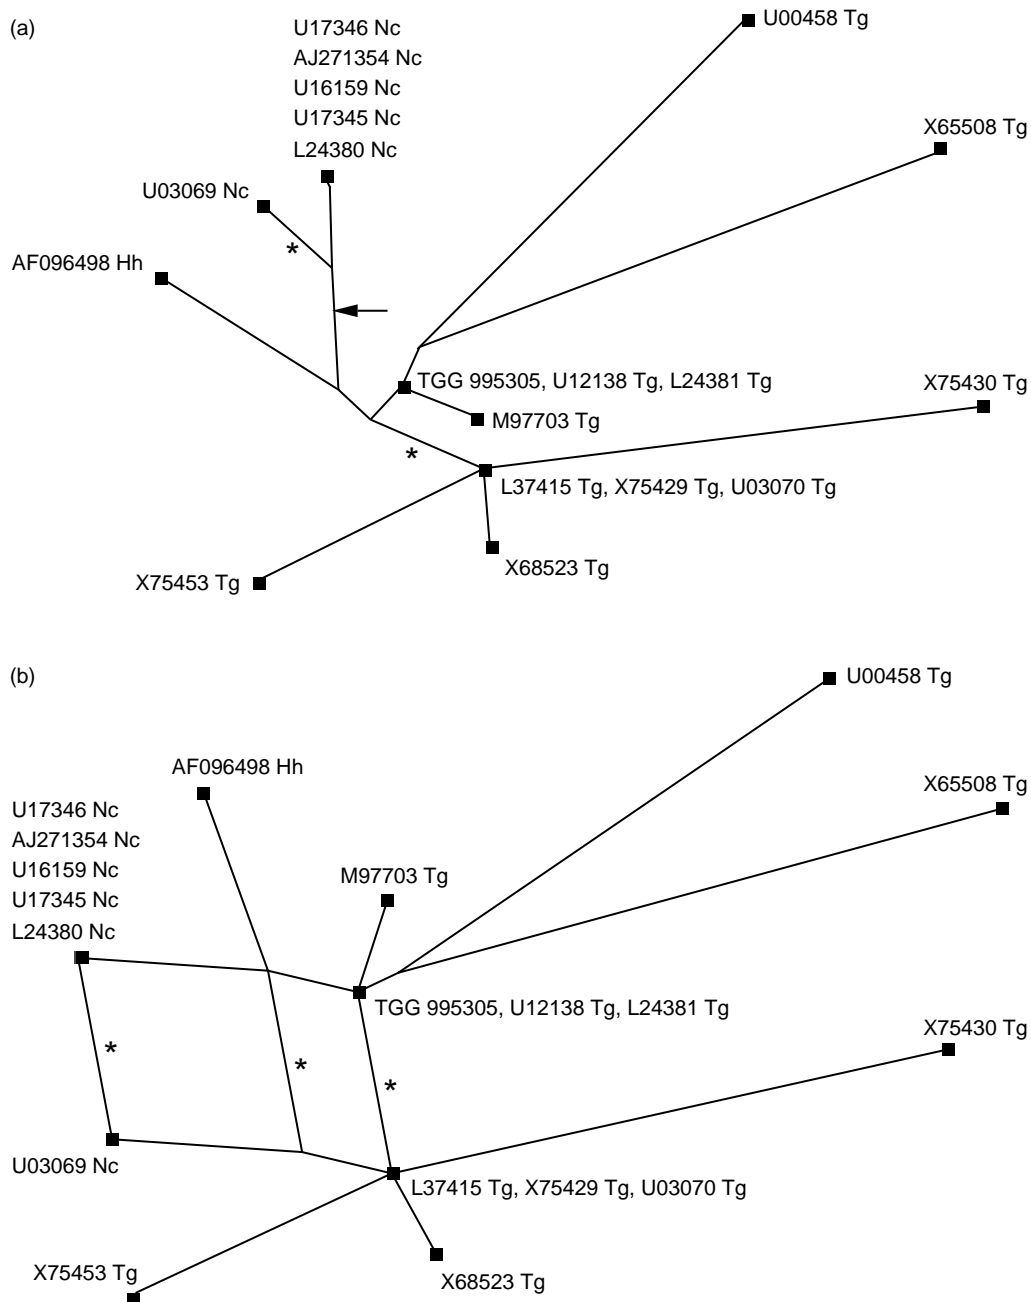 (a)
U17346 Nc
AJ271354 Nc
U16159 Nc
U17345 Nc
L24380 Nc
U00458 Tg
X65508 Tg
U03069 Nc
*
AF096498 Hh
TGG 995305, U12138 Tg, L24381 Tg
X75430 Tg
M97703 Tg
*
L37415 Tg, X75429 Tg, U03070 Tg
X68523 Tg
X75453 Tg
(b)
U00458 Tg
AF096498 Hh
X65508 Tg
U17346 Nc
AJ271354 Nc
U16159 Nc
U17345 Nc
L24380 Nc
M97703 Tg
TGG 995305, U12138 Tg, L24381 Tg
X75430 Tg
*
*
*
U03069 Nc
L37415 Tg, X75429 Tg, U03070 Tg
X75453 Tg
X68523 Tg